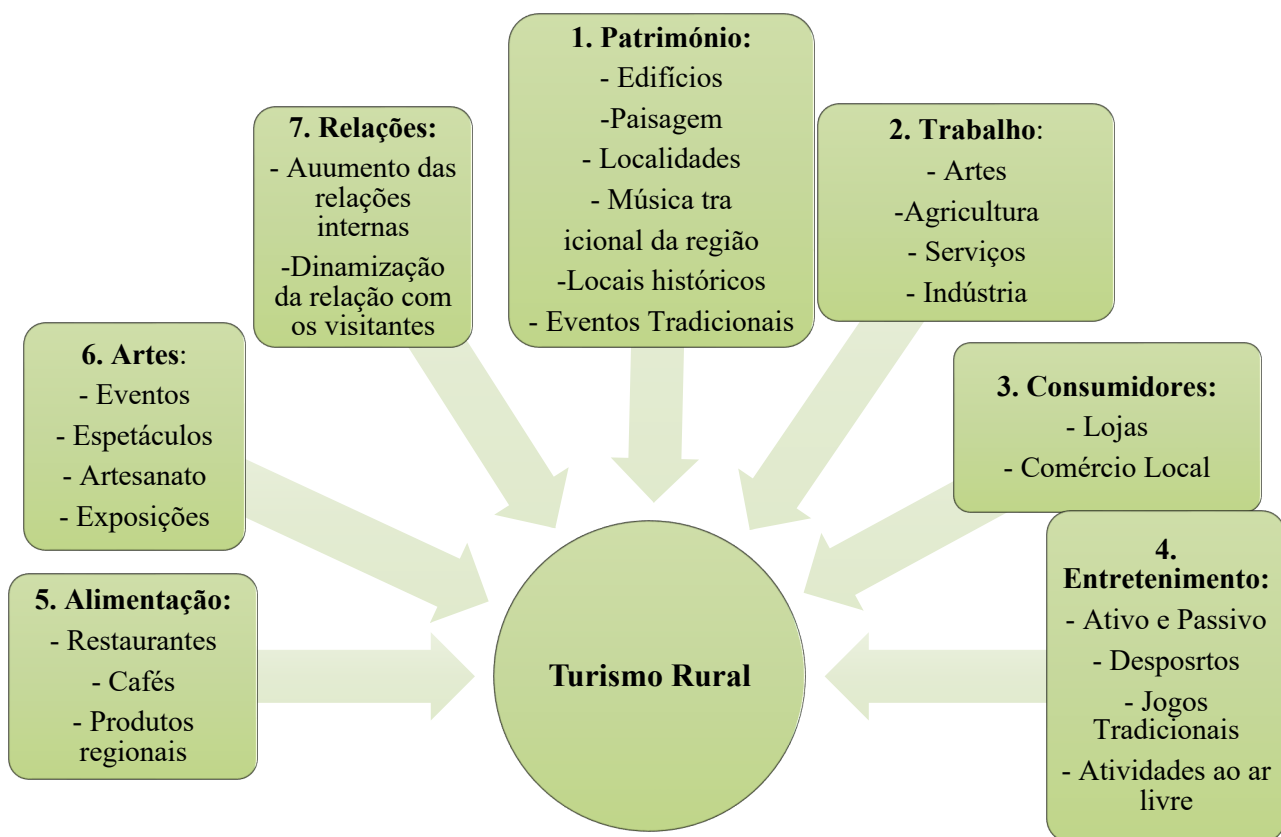 1. Património:
- Edifícios
-Paisagem
- Localidades
- Música tra
icional da região
-Locais históricos
- Eventos Tradicionais
2. Trabalho:
- Artes
-Agricultura
- Serviços
- Indústria
3. Consumidores:
- Lojas
- Comércio Local
4.
Entretenimento:
- Ativo e Passivo
- Desposrtos
- Jogos
Tradicionais
- Atividades ao ar
livre
5. Alimentação:
- Restaurantes
- Cafés
- Produtos
regionais
6. Artes:
- Eventos
- Espetáculos
- Artesanato
- Exposições
7. Relações:
- Auumento das
relações
internas
-Dinamização
da relação com
os visitantes
Turismo Rural